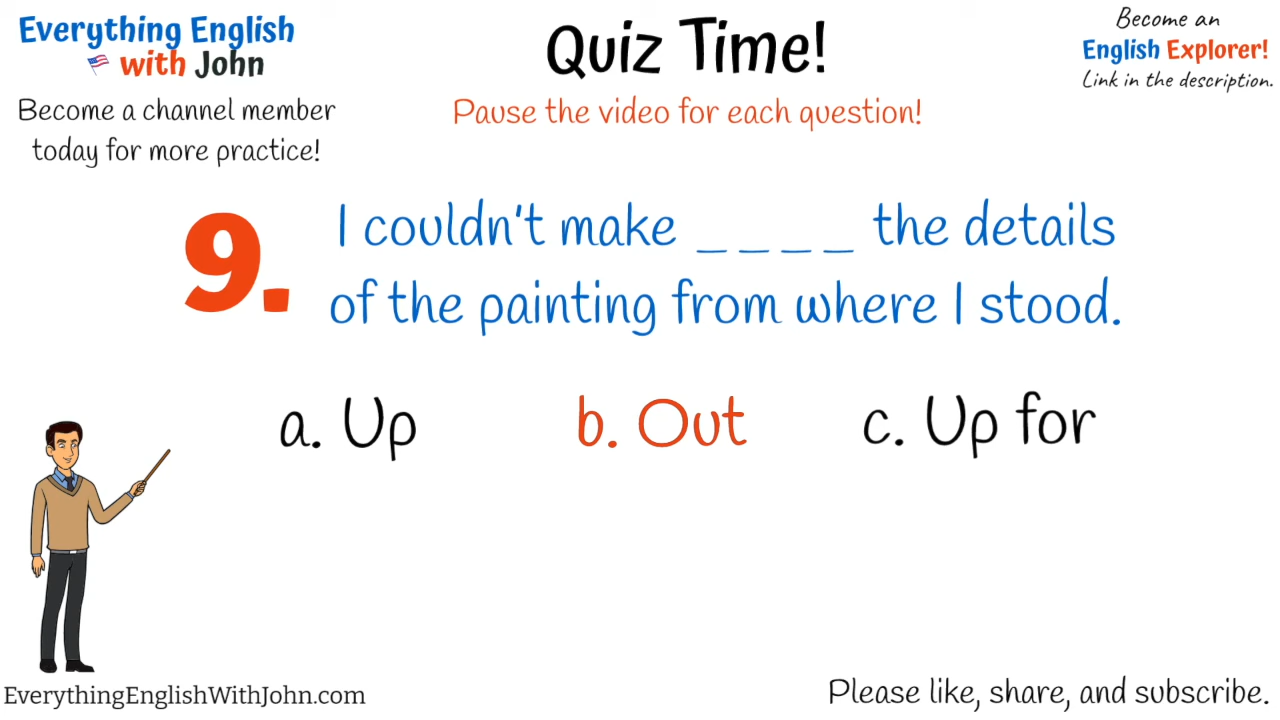 Everything English
with John
Become a channel member
today for more practice!
Quiz Time!
Pause the video for each question!
Become an
English Explorer!
Link in the description.
9.
I couldn't make _ _ _ _ the details
of the painting from where I stood.
a. Up
b. Out
c. Up for
EverythingEnglishWithJohn.com
Please like, share, and subscribe.